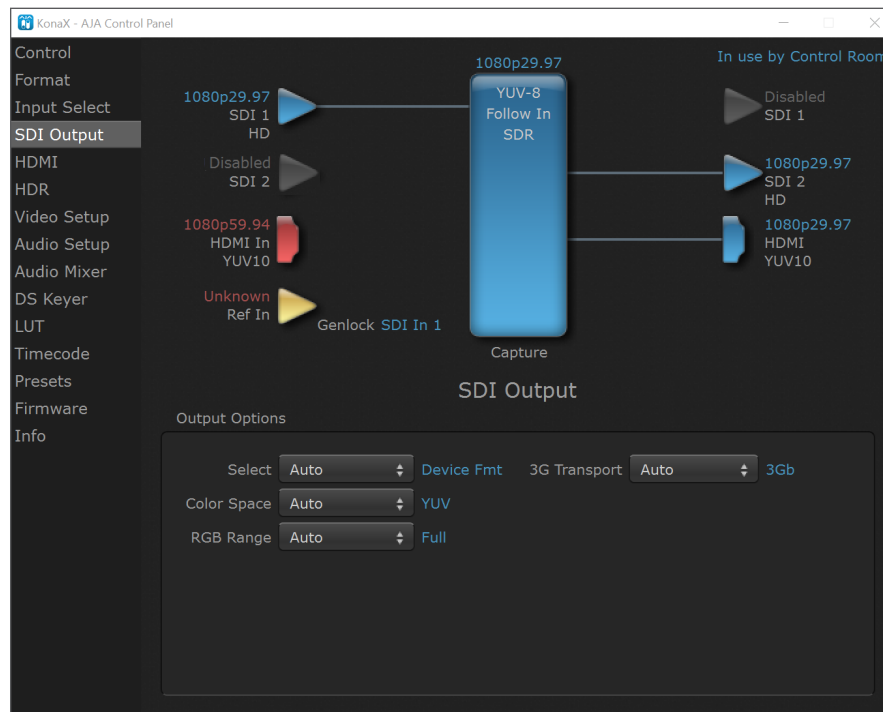 KonaX - AJA Control Panel
Control
Format
Input Select
SDI Output
HDMI
HDR
Video Setup
Audio Setup
Audio Mixer
DS Keyer
LUT
Timecode
Presets
Firmware
Info
1080p29.97
In use by Control Room
1080p29.97
SDI 1
HD
Disabled
SDI 2
1080p59.94
HDMI In
YUV10
Unknown
Ref In
Genlock SDI In 1
YUV-8
Follow In
SDR
Capture
Disabled
SDI 1
1080p29.97
SDI 2
HD
1080p29.97
HDMI
YUV10
SDI Output
Output Options
Select Auto Device Fmt 3G Transport Auto 3Gb
Color Space Auto YUV
RGB Range Auto Full